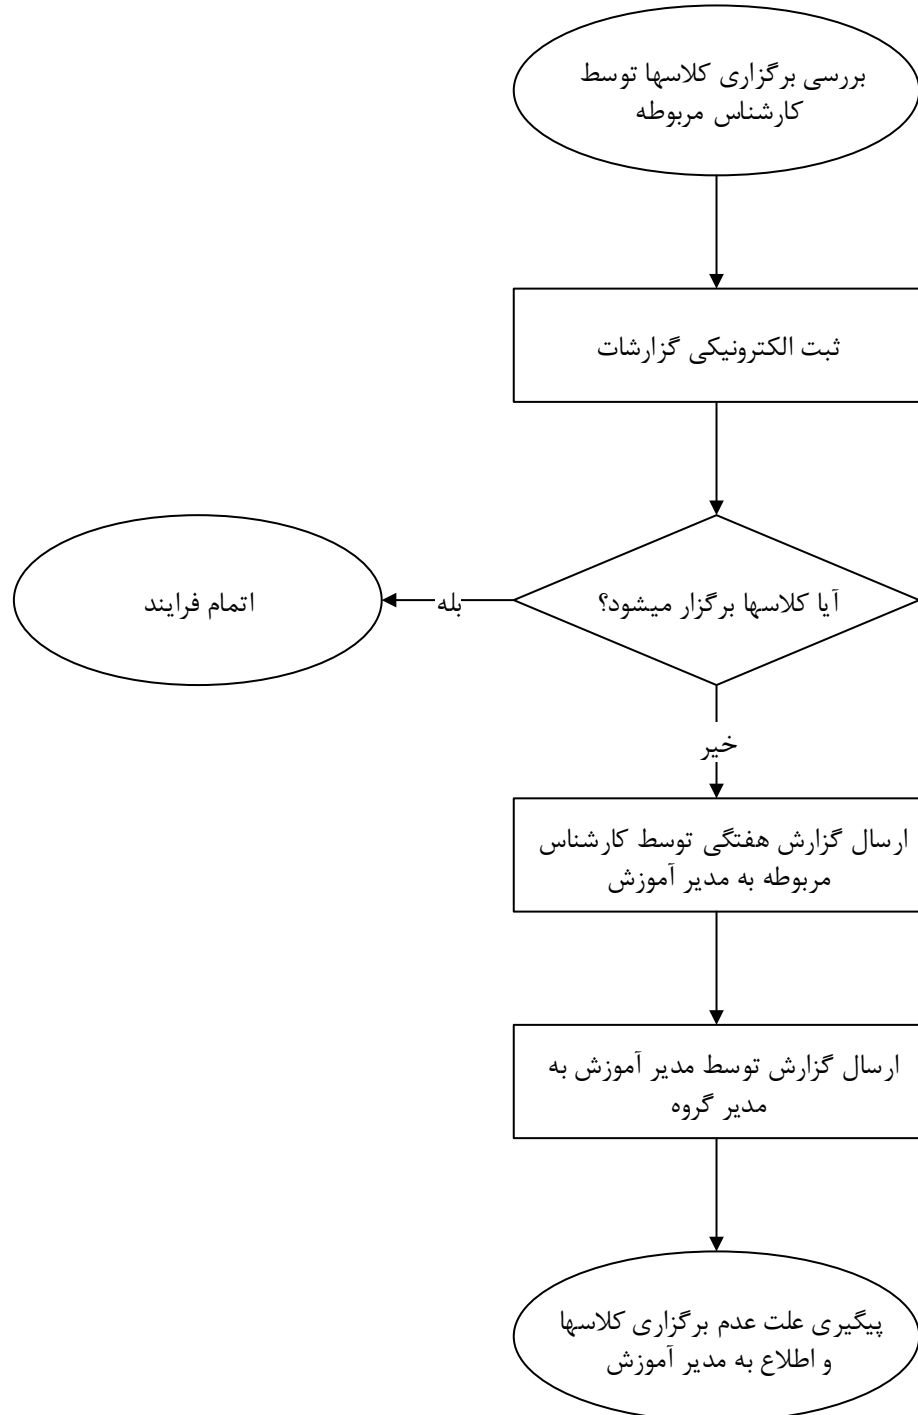 بررسی برگزاری کلاسها توسط
کارشناس مربوطه
ثبت الکترونیکی گزارشات
آیا کلاسها برگزار میشود؟
بله
اتمام فرایند
خیر
ارسال گزارش هفتگی توسط کارشناس
مربوطه به مدیر آموزش
ارسال گزارش توسط مدیر آموزش به
مدیر گروه
پیگیری علت عدم برگزاری کلاسها
و اطلاع به مدیر آموزش